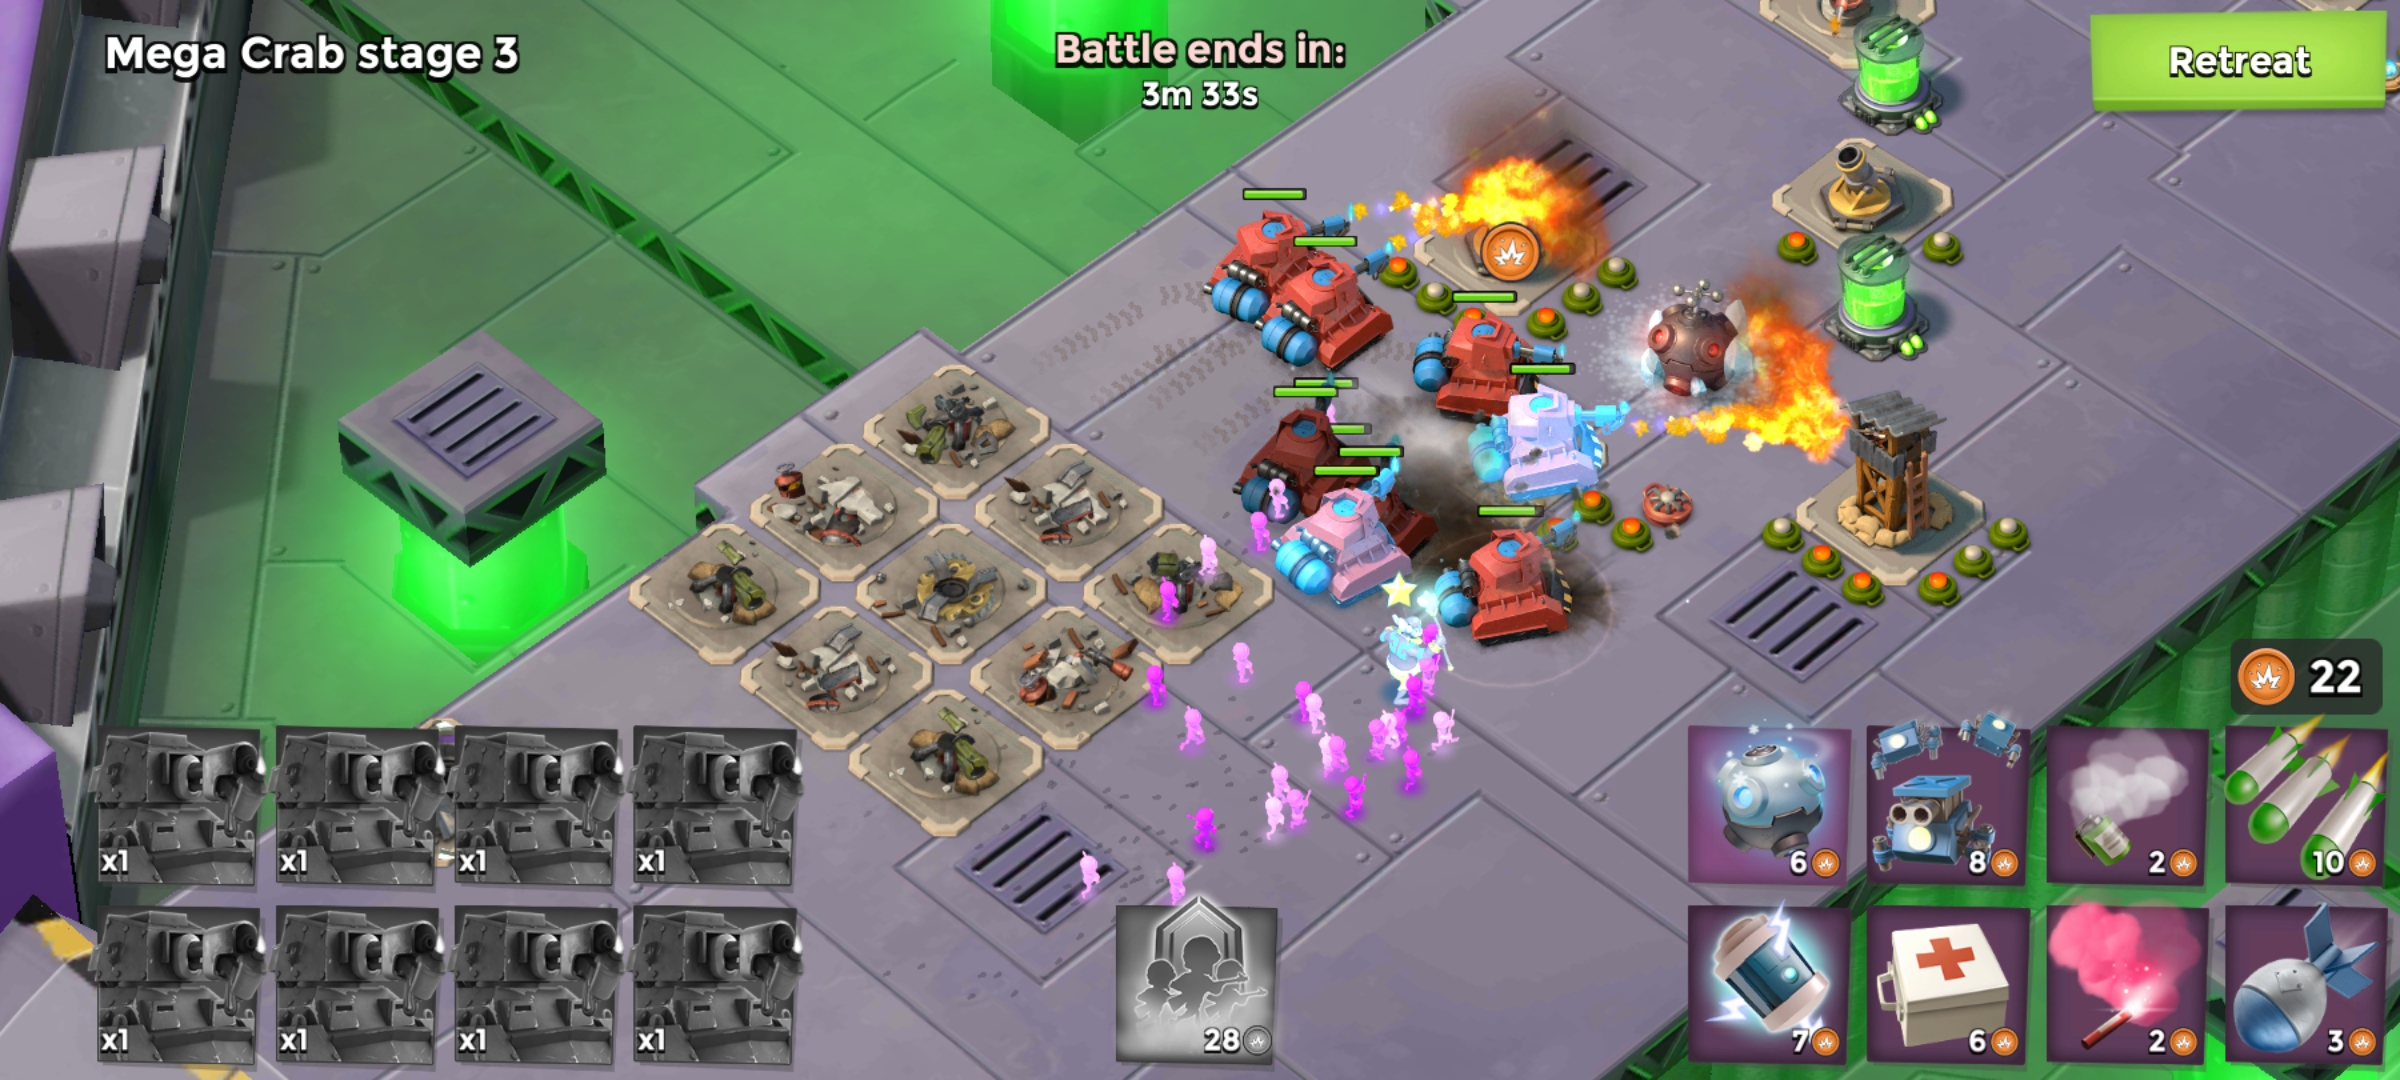 Mega Crab stage 3
Battle ends in:
3m 33s
Retreat
22
x1
x1
x1
x1
6
8
2
10
x1
x1
x1
x1
28
7
6
2
3